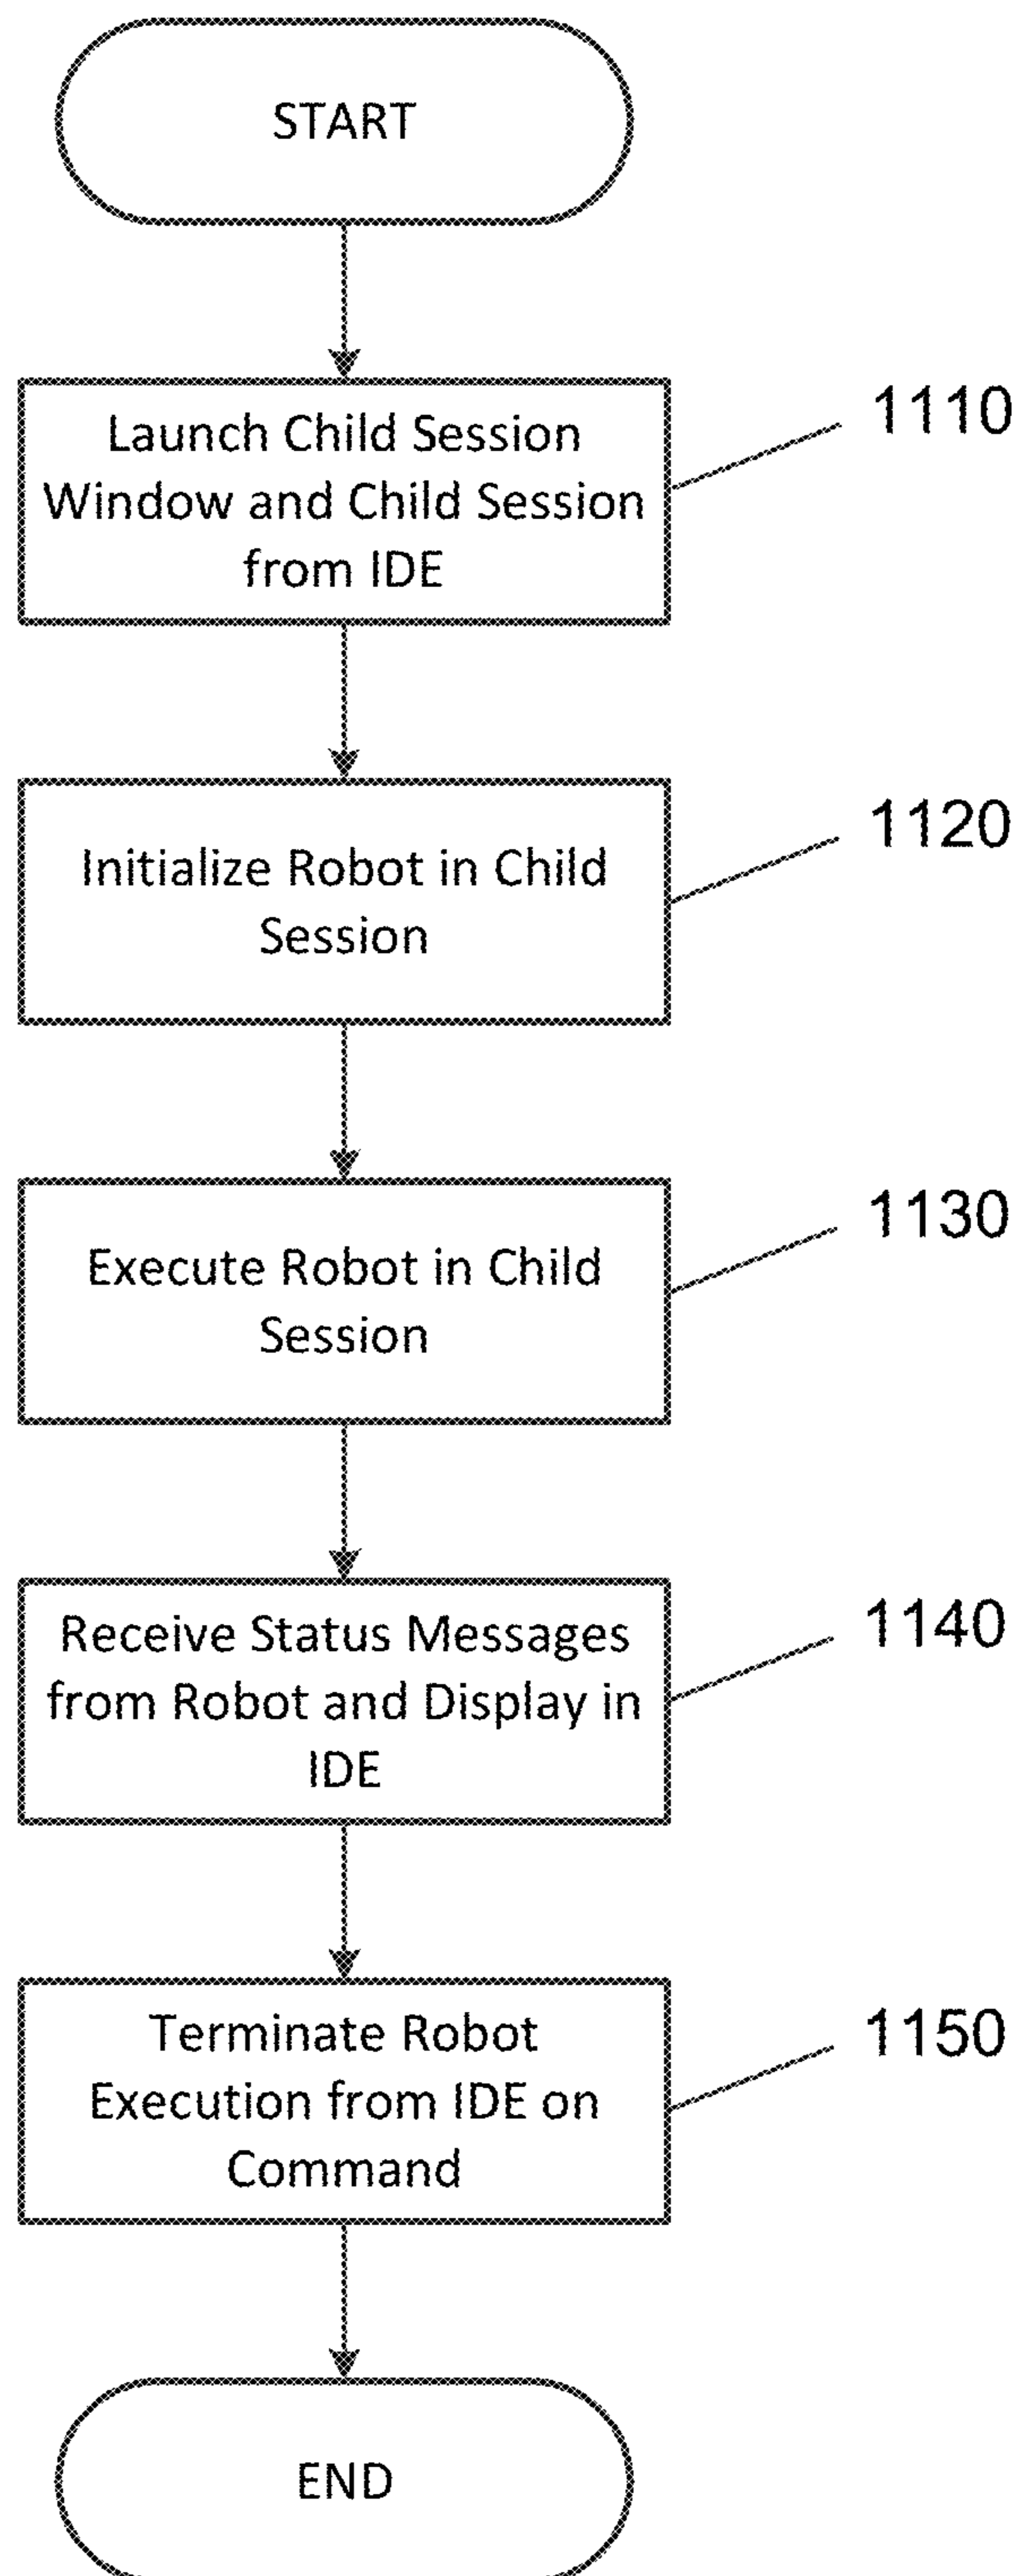 START
Launch Child Session
Window and Child Session
from IDE
1110
Initialize Robot in Child
Session
1120
Execute Robot in Child
Session
1130
Receive Status Messages
from Robot and Display in
IDE
1140
Terminate Robot
Execution from IDE on
Command
1150
END